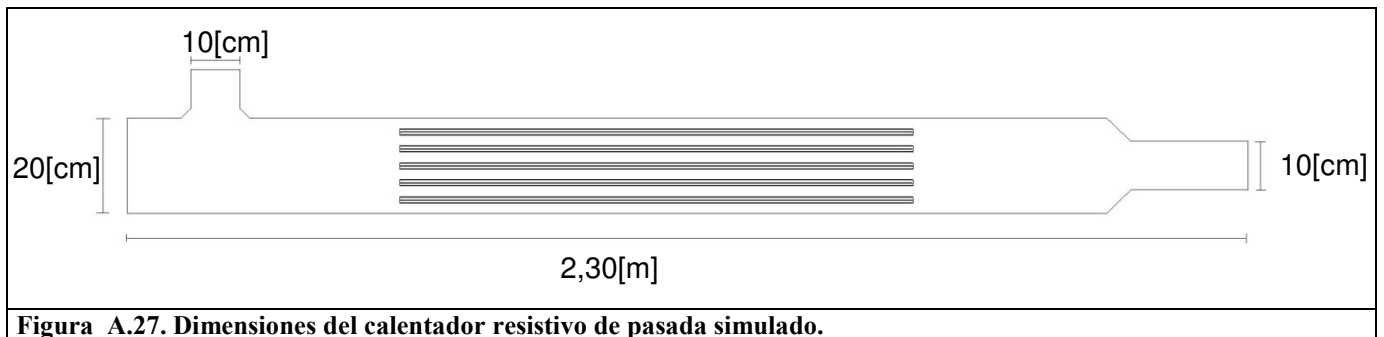 10[cm]
20[cm]
10[cm]
2,30[m]
Figura A.27. Dimensiones del calentador resistivo de pasada simulado.